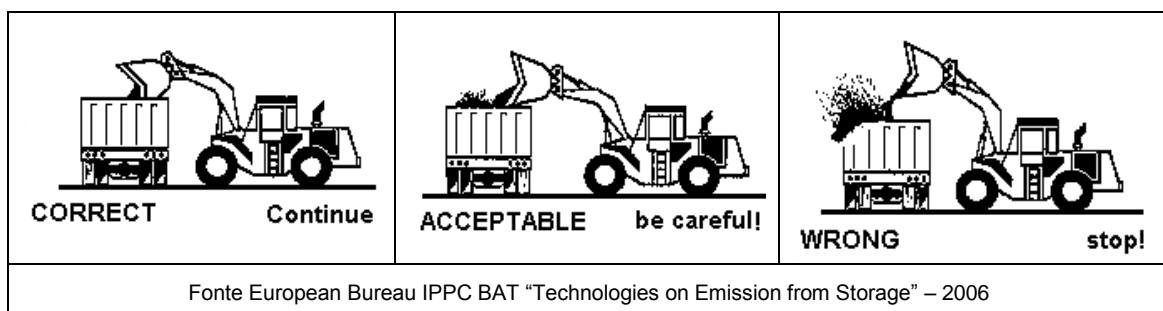 CORRECT Continue
ACCEPTABLE be careful!
WRONG stop!
Fonte European Bureau IPPC BAT “Technologies on Emission from Storage” – 2006